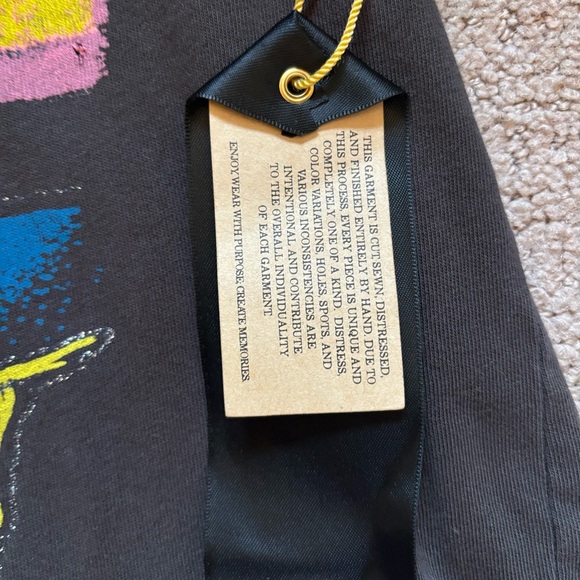 THIS GARMENT IS CUT, SEWN, DISTRESSED,
AND FINISHED ENTIRELY BY HAND. DUE TO
THIS PROCESS, EVERY PIECE IS UNIQUE AND
COMPLETELY ONE OF A KIND. DISTRESS,
COLOR VARIATIONS, HOLES, SPOTS, AND
VARIOUS INCONSISTENCIES ARE
INTENTIONAL AND CONTRIBUTE
TO THE OVERALL INDIVIDUALITY
OF EACH GARMENT.
ENJOY. WEAR WITH PURPOSE; CREATE MEMORIES.